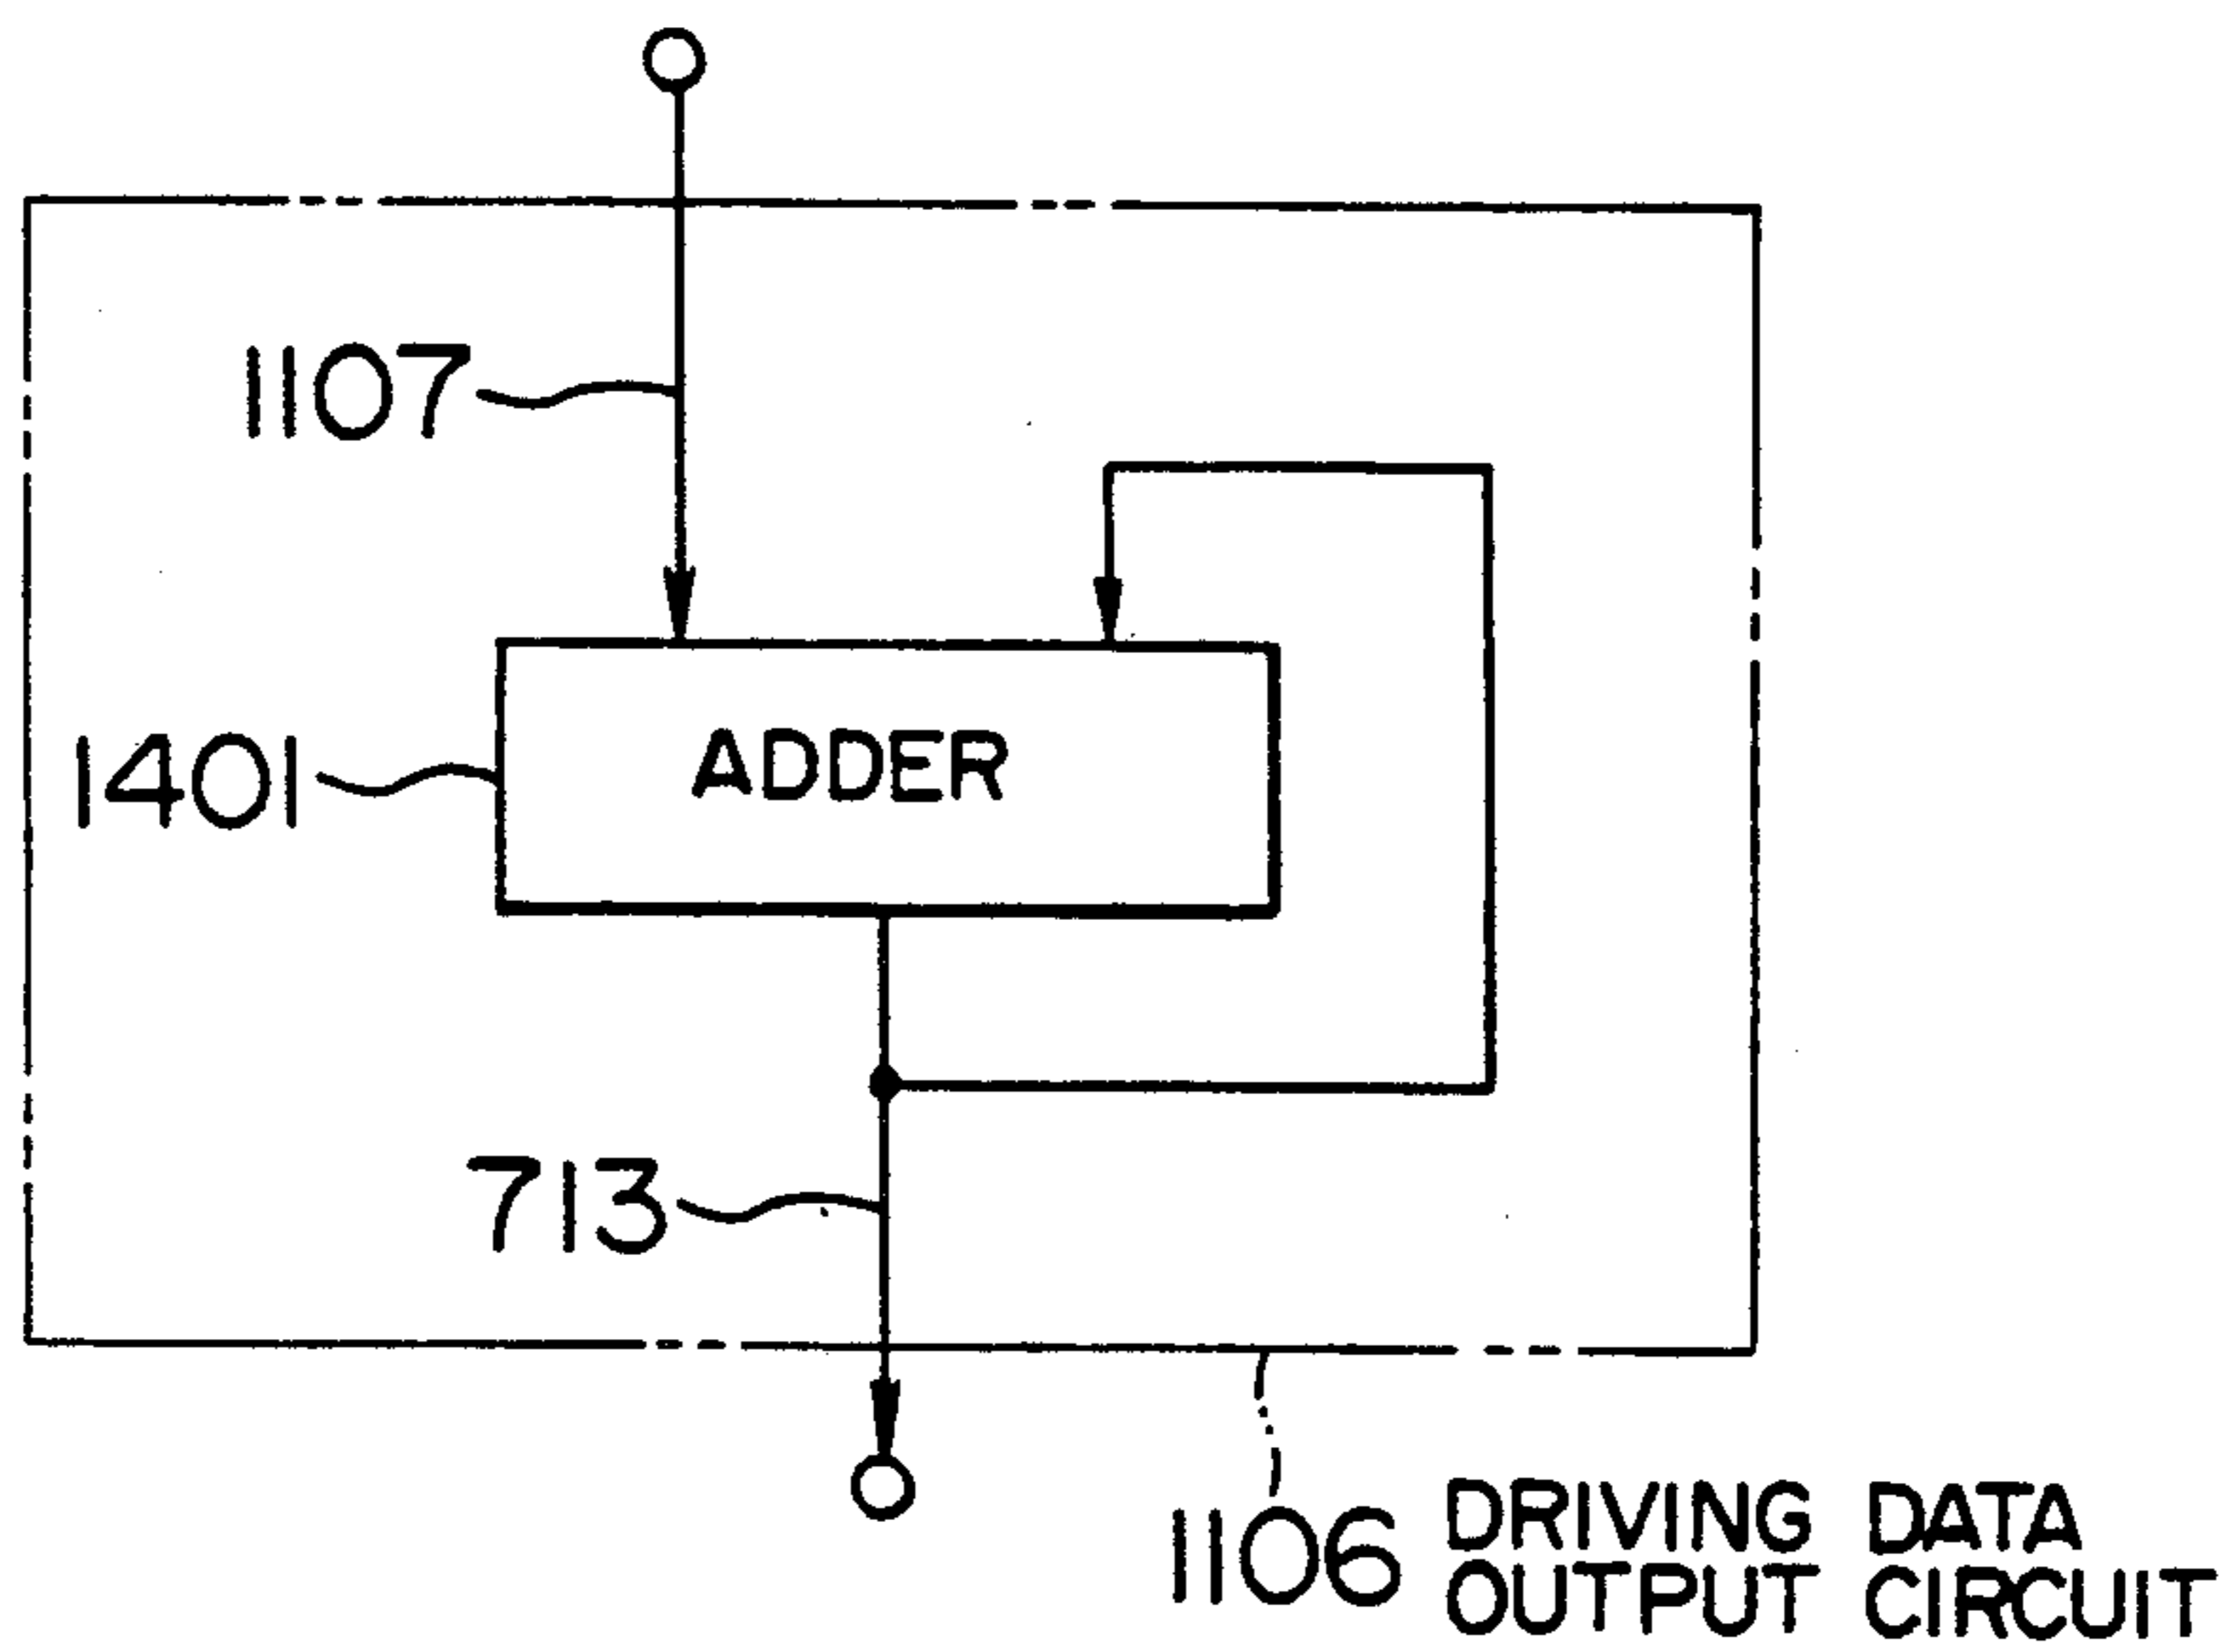 1107
1401
ADDER
713
1106 DRIVING DATA
OUTPUT CIRCUIT